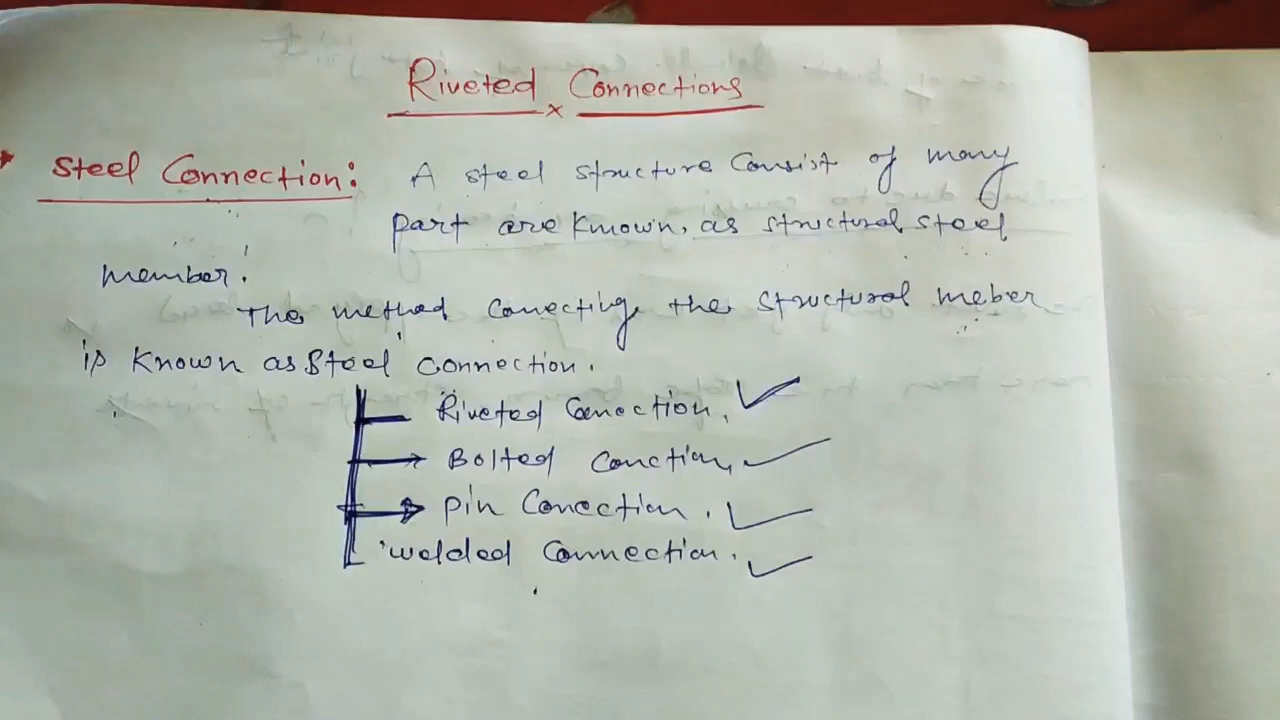 Riveted Connections
Steel Connection: A steel structure Consist of many
part are Known, as structural steel
member.
The method conecting the structural meber
is known as Steel connection.
Riveted Conection.
Bolted Conction,
Pin Conection.
welded Connection.